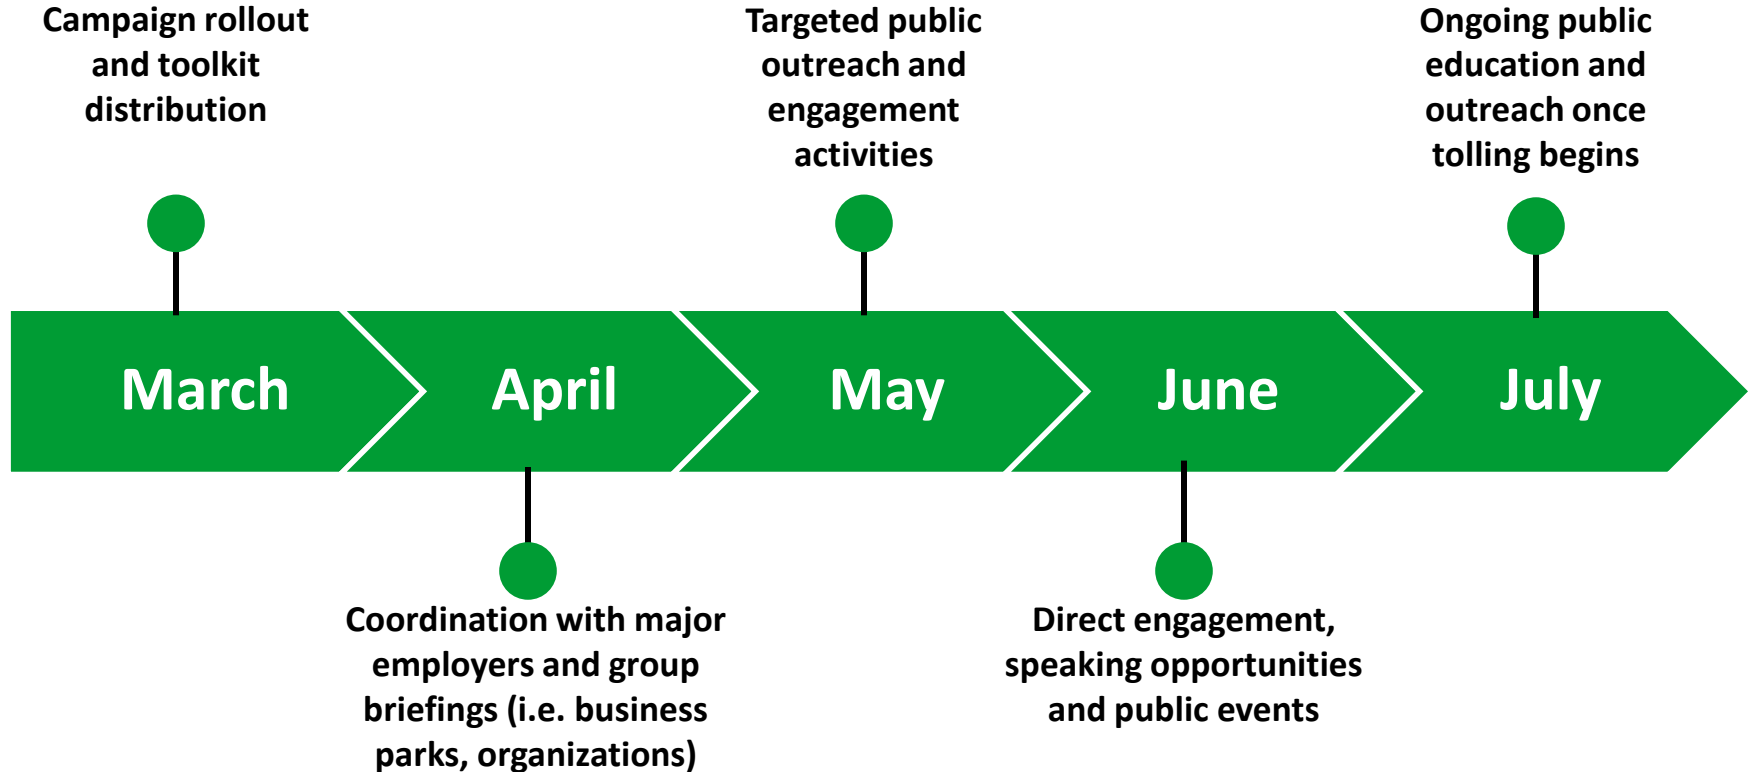 Campaign rollout
and toolkit
distribution
Targeted public
outreach and
engagement
activities
Ongoing public
education and
outreach once
tolling begins
March
April
May
June
July
Coordination with major
employers and group
briefings (i.e. business
parks, organizations)
Direct engagement,
speaking opportunities
and public events